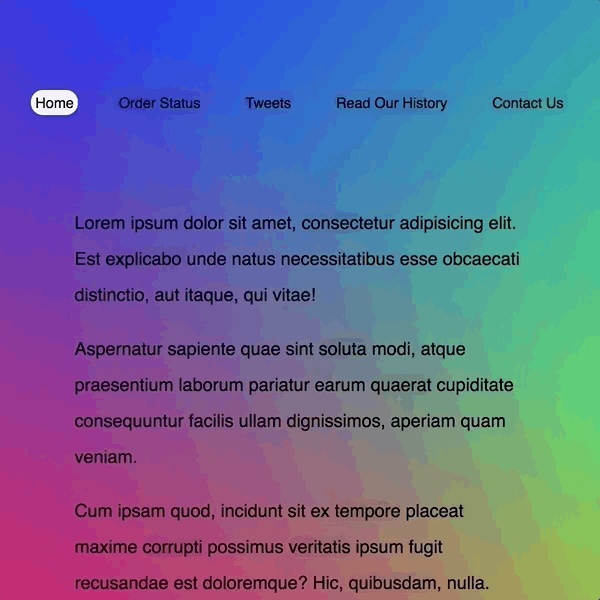 Home Order Status Tweets Read Our History Contact Us
Lorem ipsum dolor sit amet, consectetur adipisicing elit.
Est explicabo unde natus necessitatibus esse obcaecati
distinctio, aut itaque, qui vitae!
Aspernatur sapiente quae sint soluta modi, atque
praesentium laborum pariatur earum quaerat cupiditate
consequuntur facilis ullam dignissimos, aperiam quam
veniam.
Cum ipsam quod, incidunt sit ex tempore placeat
maxime corrupti possimus veritatis ipsum fugit
recusandae est doloremque? Hic, quibusdam, nulla.